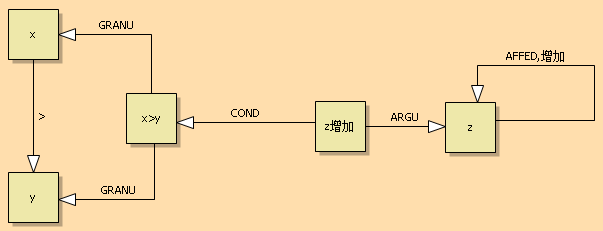 x
GRANU
AFFED,增加
>
x>y
COND
z增加
ARGU
z
GRANU
y